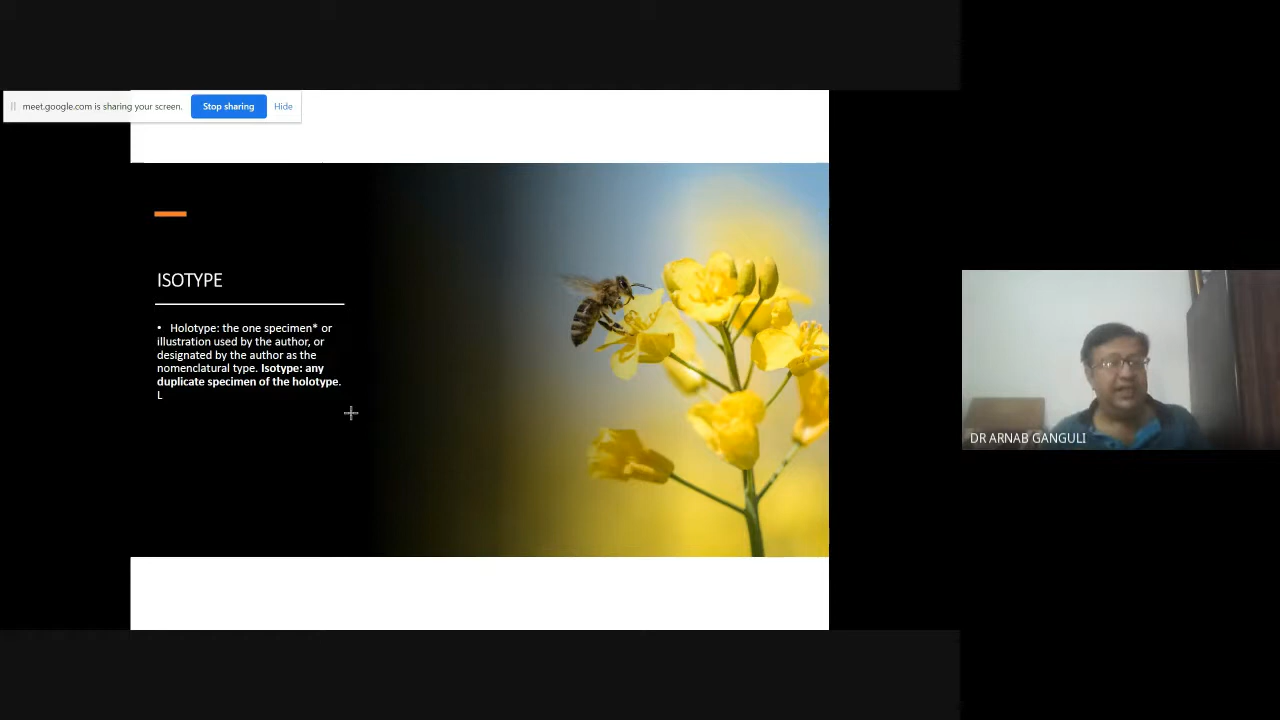 meet.google.com is sharing your screen. Stop sharing Hide
ISOTYPE
• Holotype: the one specimen* or
illustration used by the author, or
designated by the author as the
nomenclatural type. Isotype: any
duplicate specimen of the holotype.
L
DR ARNAB GANGULI